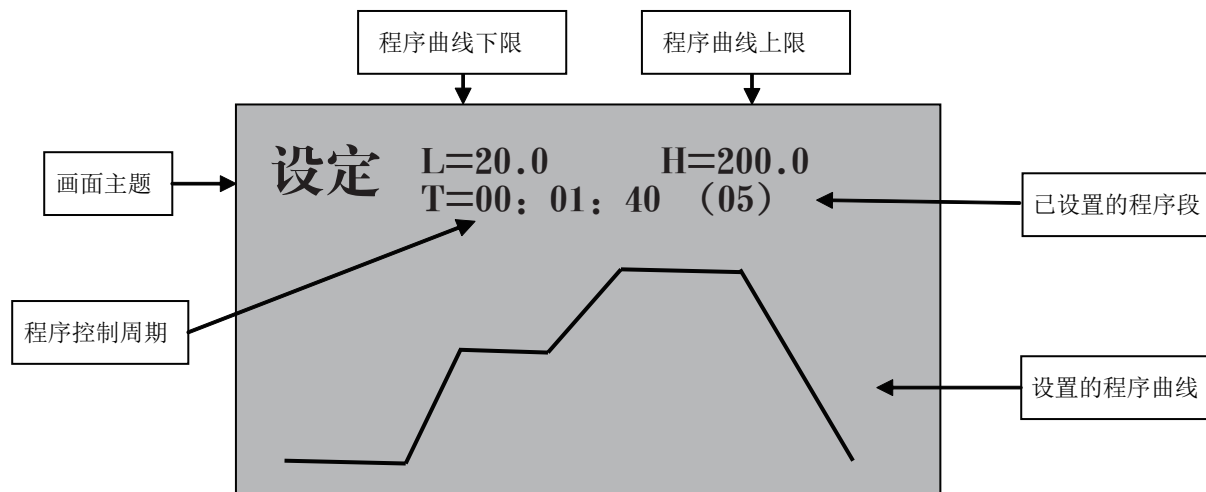 程序曲线下限
程序曲线上限
设定
L=20.0 H=200.0
T=00：01：40 （05）
画面主题
已设置的程序段
程序控制周期
设置的程序曲线